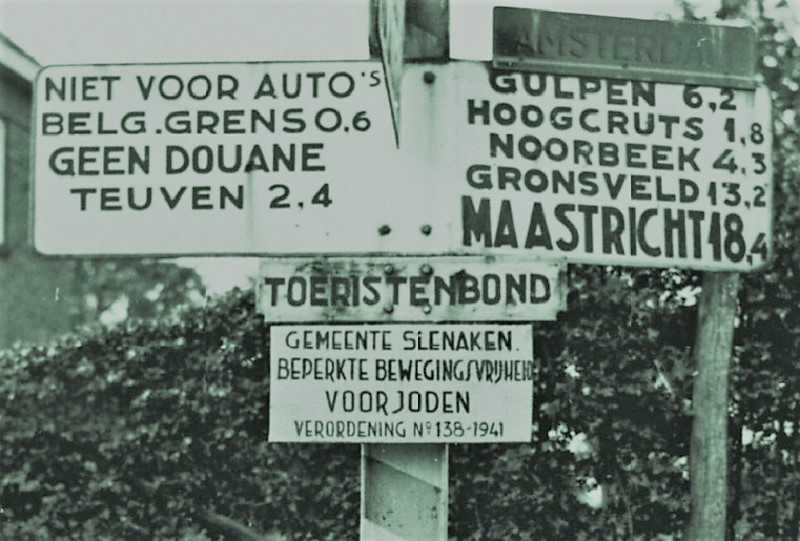 AMSTERDAM
NIET VOOR AUTO'S
BELG.GRENS 0.6
GEEN DOUANE
TEUVEN 2,4
GULPEN 6,2
HOOGCRUTS 1,8
NOORBEEK 4,3
GRONSVELD 13,2
MAASTRICHT 18,4
TOERISTENBOND
GEMEENTE SLENAKEN.
BEPERKTE BEWEGINGSVRIJHEID
VOOR JODEN
VERORDENING No 138-1941